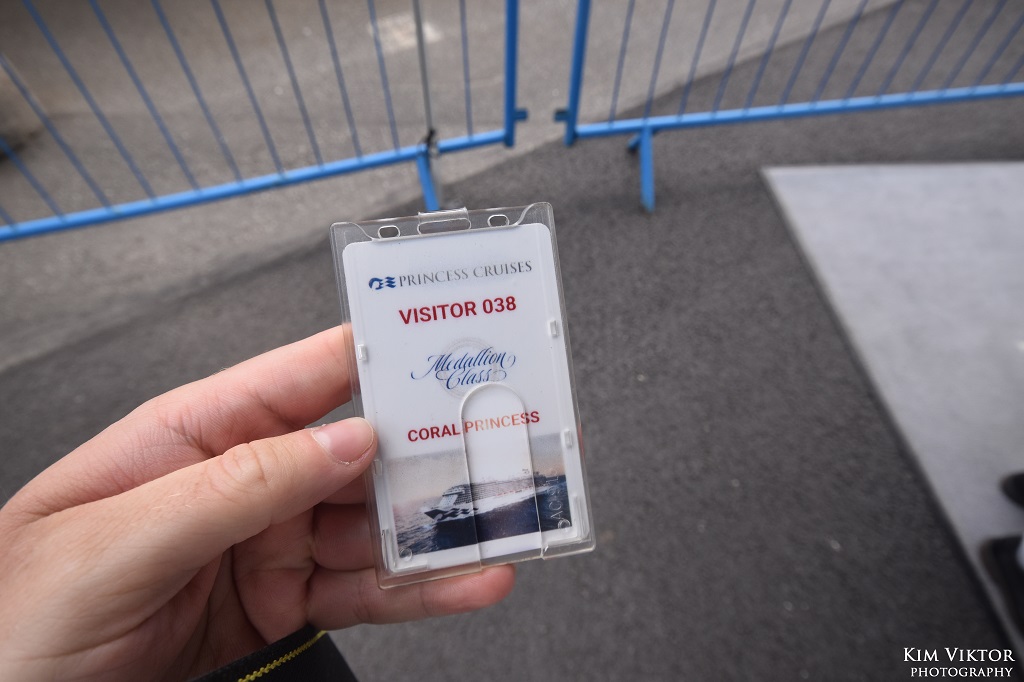 PRINCESS CRUISES
VISITOR 038
Medallion
Class
CORAL PRINCESS
KIM VIKTOR
PHOTOGRAPHY